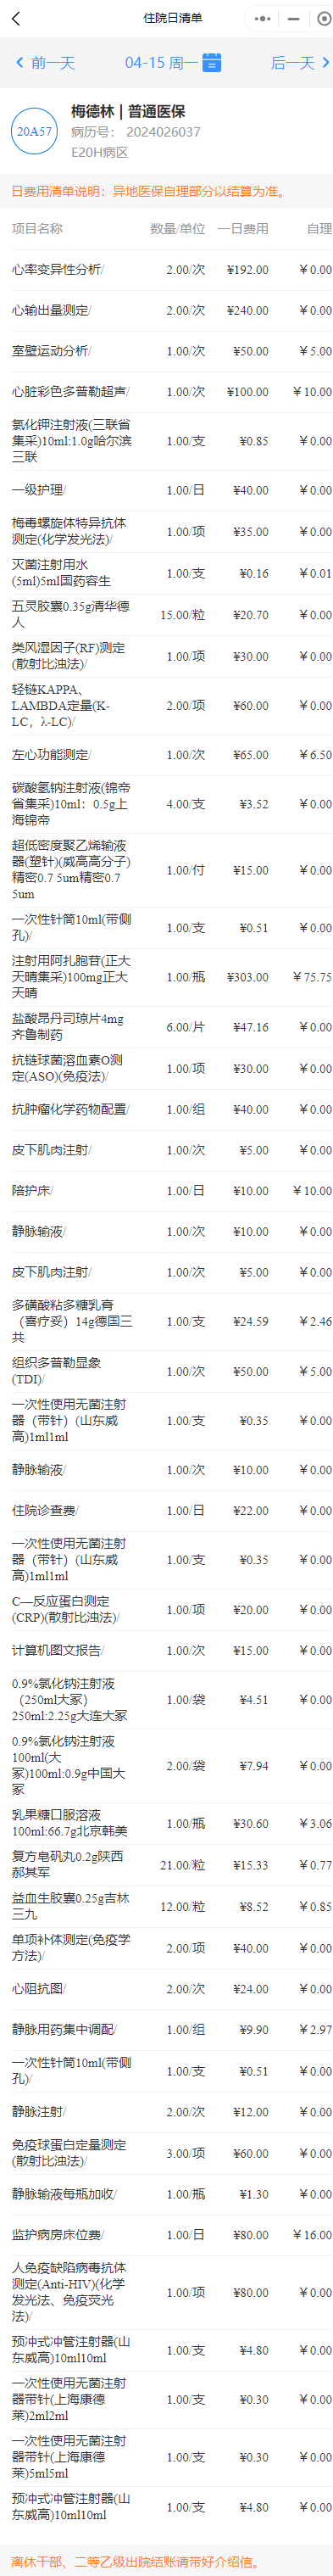 住院日清单
前一天 04-15 周一 后一天
20A57
梅德林 | 普通医保
病历号: 2024026037
E20H病区
日费用清单说明：异地医保自理部分以结算为准。
项目名称 数量/单位 一日费用 自理
心率变异性分析/ 2.00/次 ¥192.00 ￥0.00
心输出量测定/ 2.00/次 ¥240.00 ￥0.00
室壁运动分析/ 1.00/次 ¥50.00 ￥5.00
心脏彩色多普勒超声/ 1.00/次 ¥100.00 ￥10.00
氯化钾注射液(三联省
集采)10ml:1.0g哈尔滨 1.00/支 ¥0.85 ￥0.00
三联
一级护理/ 1.00/日 ¥40.00 ￥0.00
梅毒螺旋体特异抗体
测定(化学发光法)/ 1.00/项 ¥35.00 ￥0.00
灭菌注射用水
(5ml)5ml国药容生 1.00/支 ¥0.16 ￥0.01
五灵胶囊0.35g清华德
人 15.00/粒 ¥20.70 ￥0.00
类风湿因子(RF)测定
(散射比浊法)/ 1.00/项 ¥30.00 ￥0.00
轻链KAPPA、
LAMBDA定量(K- 2.00/项 ¥60.00 ￥0.00
LC，λ-LC)/
左心功能测定/ 1.00/次 ¥65.00 ￥6.50
碳酸氢钠注射液(锦帝
省集采)10ml：0.5g上 4.00/支 ¥3.52 ￥0.00
海锦帝
超低密度聚乙烯输液
器(塑针)(威高高分子)
精密0.7 5um精密0.7 1.00/付 ¥15.00 ￥0.00
5um
一次性针筒10ml(带侧
孔)/ 1.00/支 ¥0.51 ￥0.00
注射用阿扎胞苷(正大
天晴集采)100mg正大 1.00/瓶 ¥303.00 ￥75.75
天晴
盐酸昂丹司琼片4mg
齐鲁制药 6.00/片 ¥47.16 ￥0.00
抗链球菌溶血素O测
定(ASO)(免疫法)/ 1.00/项 ¥30.00 ￥0.00
抗肿瘤化学药物配置/ 1.00/组 ¥40.00 ￥0.00
皮下肌肉注射/ 1.00/次 ¥5.00 ￥0.00
陪护床/ 1.00/日 ¥10.00 ￥10.00
静脉输液/ 1.00/次 ¥10.00 ￥0.00
皮下肌肉注射/ 1.00/次 ¥5.00 ￥0.00
多磺酸粘多糖乳膏
（喜疗妥）14g德国三 1.00/支 ¥24.59 ￥2.46
共
组织多普勒显象
(TDI)/ 1.00/次 ¥50.00 ￥5.00
一次性使用无菌注射
器（带针）(山东威 1.00/支 ¥0.35 ￥0.00
高)1ml1ml
静脉输液/ 1.00/次 ¥10.00 ￥0.00
住院诊查费/ 1.00/日 ¥22.00 ￥0.00
一次性使用无菌注射
器（带针）(山东威 1.00/支 ¥0.35 ￥0.00
高)1ml1ml
C—反应蛋白测定
(CRP)(散射比浊法)/ 1.00/项 ¥20.00 ￥0.00
计算机图文报告/ 1.00/次 ¥15.00 ￥0.00
0.9%氯化钠注射液
（250ml大冢） 1.00/袋 ¥4.51 ￥0.00
250ml:2.25g大连大冢
0.9%氯化钠注射液
100ml(大
冢)100ml:0.9g中国大 2.00/袋 ¥7.94 ￥0.00
冢
乳果糖口服溶液
100ml:66.7g北京韩美 1.00/瓶 ¥30.60 ￥3.06
复方皂矾丸0.2g陕西
郝其军 21.00/粒 ¥15.33 ￥0.77
益血生胶囊0.25g吉林
三九 12.00/粒 ¥8.52 ￥0.85
单项补体测定(免疫学
方法)/ 2.00/项 ¥40.00 ￥0.00
心阻抗图/ 2.00/次 ¥24.00 ￥0.00
静脉用药集中调配/ 1.00/组 ¥9.90 ￥2.97
一次性针筒10ml(带侧
孔)/ 1.00/支 ¥0.51 ￥0.00
静脉注射/ 2.00/次 ¥12.00 ￥0.00
免疫球蛋白定量测定
(散射比浊法)/ 3.00/项 ¥60.00 ￥0.00
静脉输液每瓶加收/ 1.00/瓶 ¥1.30 ￥0.00
监护病房床位费/ 1.00/日 ¥80.00 ￥16.00
人免疫缺陷病毒抗体
测定(Anti-HIV)(化学
发光法、免疫荧光 1.00/项 ¥80.00 ￥0.00
法)/
预冲式冲管注射器(山
东威高)10ml10ml 1.00/支 ¥4.80 ￥0.00
一次性使用无菌注射
器带针(上海康德 1.00/支 ¥0.30 ￥0.00
莱)2ml2ml
一次性使用无菌注射
器带针(上海康德 1.00/支 ¥0.30 ￥0.00
莱)5ml5ml
预冲式冲管注射器(山
东威高)10ml10ml 1.00/支 ¥4.80 ￥0.00
离休干部、二等乙级出院结账请带好介绍信。